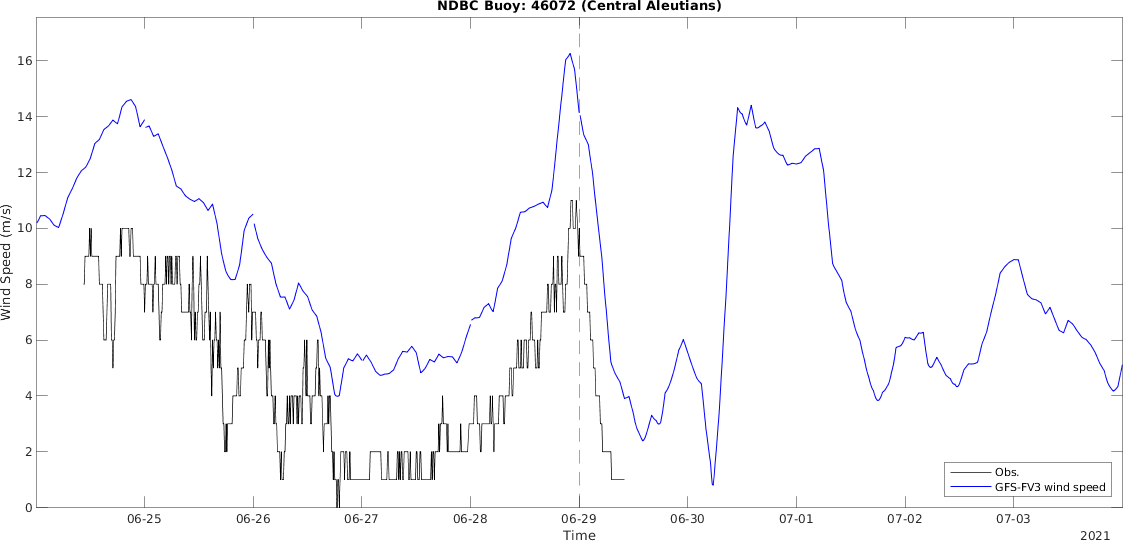 NDBC Buoy: 46072 (Central Aleutians)
Wind Speed (m/s)
16
14
12
10
8
6
4
2
0
06-25 06-26 06-27 06-28 06-29 06-30 07-01 07-02 07-03
Time
2021
Obs.
GFS-FV3 wind speed